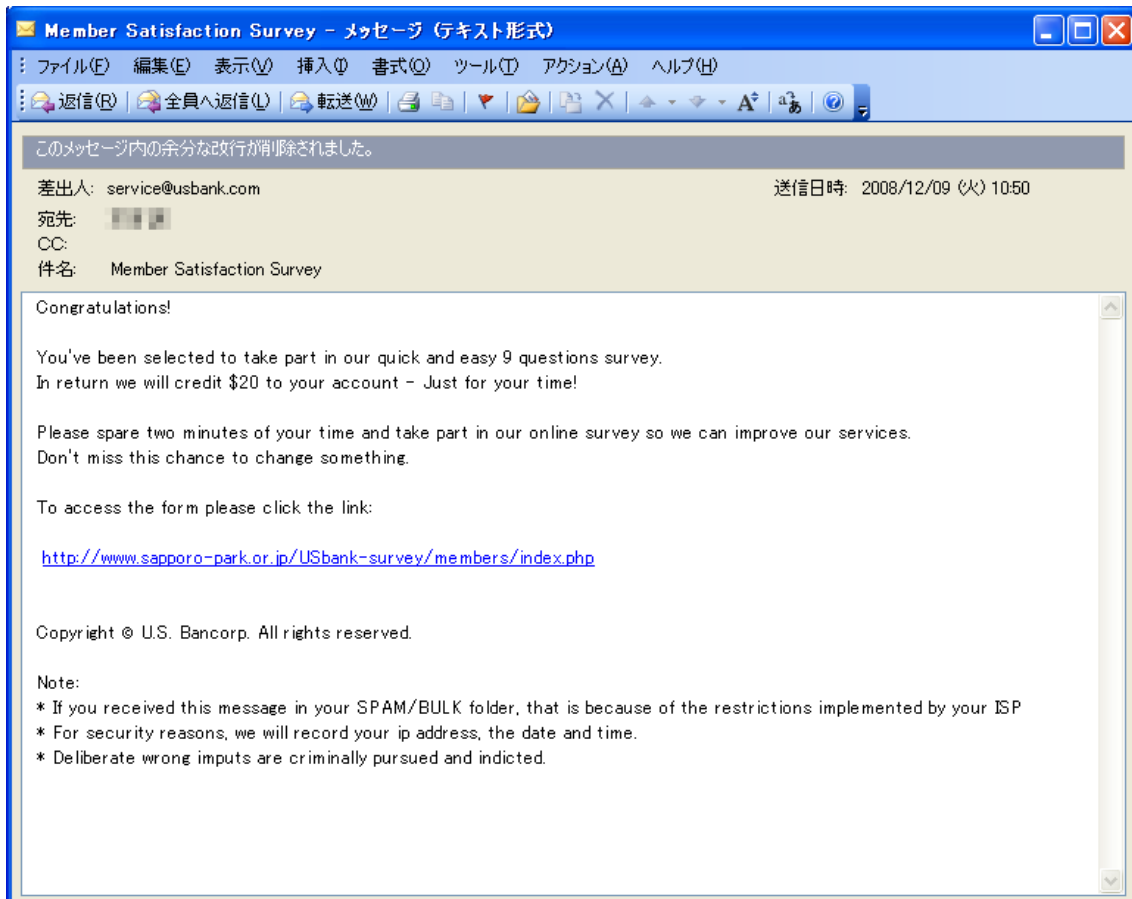 Member Satisfaction Survey - メッセージ (テキスト形式)
ファイル(F) 編集(E) 表示(V) 挿入(I) 書式(O) ツール(T) アクション(A) ヘルプ(H)
返信(R) 全員へ返信(L) 転送(W)
このメッセージ内の余分な改行が削除されました。
差出人: service@usbank.com 送信日時: 2008/12/09 (火) 10:50
宛先:
CC:
件名: Member Satisfaction Survey
Congratulations!
You've been selected to take part in our quick and easy 9 questions survey.
In return we will credit $20 to your account - Just for your time!
Please spare two minutes of your time and take part in our online survey so we can improve our services.
Don't miss this chance to change something.
To access the form please click the link:
http://www.sapporo-park.or.jp/USbank-survey/members/index.php
Copyright © U.S. Bancorp. All rights reserved.
Note:
* If you received this message in your SPAM/BULK folder, that is because of the restrictions implemented by your ISP
* For security reasons, we will record your ip address, the date and time.
* Deliberate wrong imputs are criminally pursued and indicted.